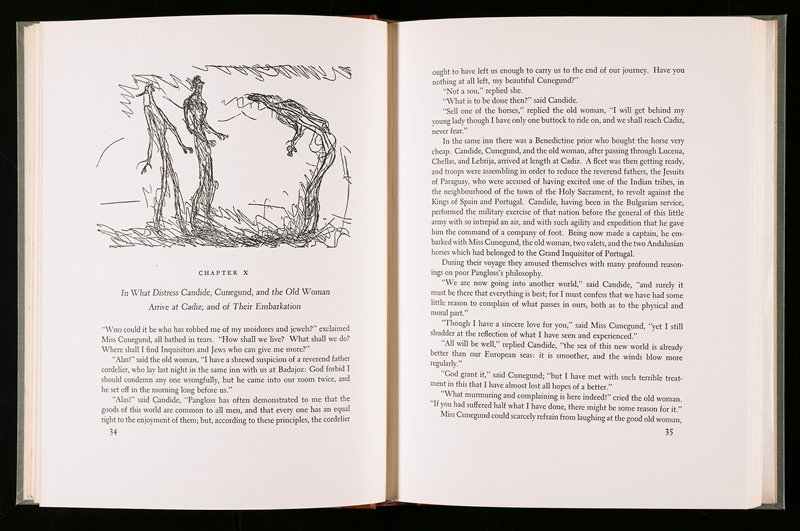 CHAPTER X
In What Distress Candide, Cunegund, and the Old Woman
Arrive at Cadiz; and of Their Embarkation
"Who could it be who has robbed me of my moidores and jewels?" exclaimed
Miss Cunegund, all bathed in tears. "How shall we live? What shall we do?
Where shall I find Inquisitors and Jews who can give me more?"
"Alas!" said the old woman, "I have a shrewd suspicion of a reverend father
cordelier, who lay last night in the same inn with us at Badajoz: God forbid I
should condemn any one wrongfully, but he came into our room twice, and
he set off in the morning long before us."
"Alas!" said Candide, "Pangloss has often demonstrated to me that the
goods of this world are common to all men, and that every one has an equal
right to the enjoyment of them; but, according to these principles, the cordelier
34
ought to have left us enough to carry us to the end of our journey. Have you
nothing at all left, my beautiful Cunegund?"
"Not a sou," replied she.
"What is to be done then?" said Candide.
"Sell one of the horses," replied the old woman, "I will get behind my
young lady though I have only one buttock to ride on, and we shall reach Cadiz,
never fear."
In the same inn there was a Benedictine prior who bought the horse very
cheap. Candide, Cunegund, and the old woman, after passing through Lucena,
Chellas, and Lebrija, arrived at length at Cadiz. A fleet was then getting ready,
and troops were assembling in order to reduce the reverend fathers, the Jesuits
of Paraguay, who were accused of having excited one of the Indian tribes, in
the neighbourhood of the town of the Holy Sacrament, to revolt against the
Kings of Spain and Portugal. Candide, having been in the Bulgarian service,
performed the military exercise of that nation before the general of this little
army with so intrepid an air, and with such agility and expedition that he gave
him the command of a company of foot. Being now made a captain, he em-
barked with Miss Cunegund, the old woman, two valets, and the two Andalusian
horses which had belonged to the Grand Inquisitor of Portugal.
During their voyage they amused themselves with many profound reason-
ings on poor Pangloss's philosophy.
"We are now going into another world," said Candide, "and surely it
must be there that everything is best; for I must confess that we have had some
little reason to complain of what passes in ours, both as to the physical and
moral part."
"Though I have a sincere love for you," said Miss Cunegund, "yet I still
shudder at the reflection of what I have seen and experienced."
"All will be well," replied Candide, "the sea of this new world is already
better than our European seas: it is smoother, and the winds blow more
regularly."
"God grant it," said Cunegund; "but I have met with such terrible treat-
ment in this that I have almost lost all hopes of a better."
"What murmuring and complaining is here indeed!" cried the old woman.
"If you had suffered half what I have done, there might be some reason for it."
Miss Cunegund could scarcely refrain from laughing at the good old woman,
35